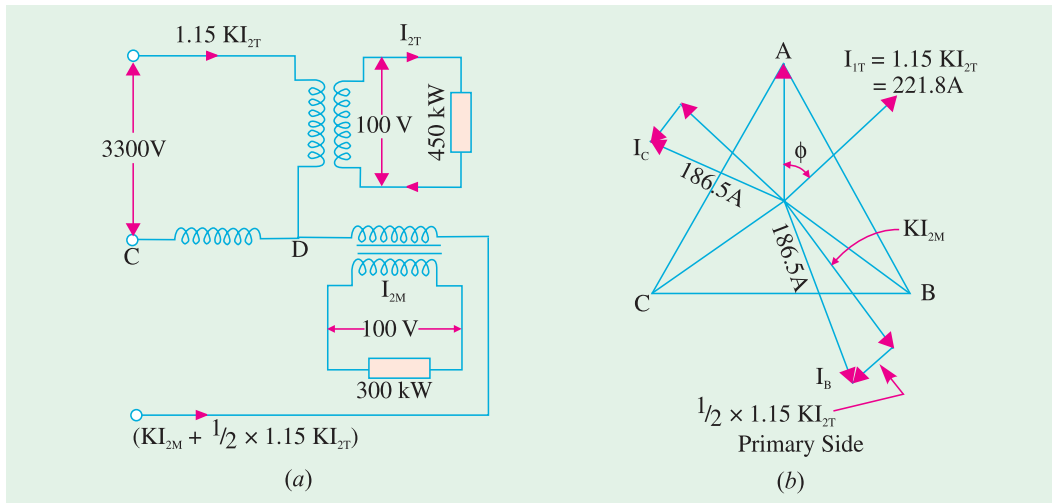 1.15 KI2T
I2T
3300V
100 V
450 kW
C
D
I2M
100 V
300 kW
(KI2M + 1/2 × 1.15 KI2T)
(a)
A
I1T = 1.15 KI2T
= 221.8A
ϕ
IC
186.5A
186.5A
KI2M
C
B
IB
1/2 × 1.15 KI2T
Primary Side
(b)